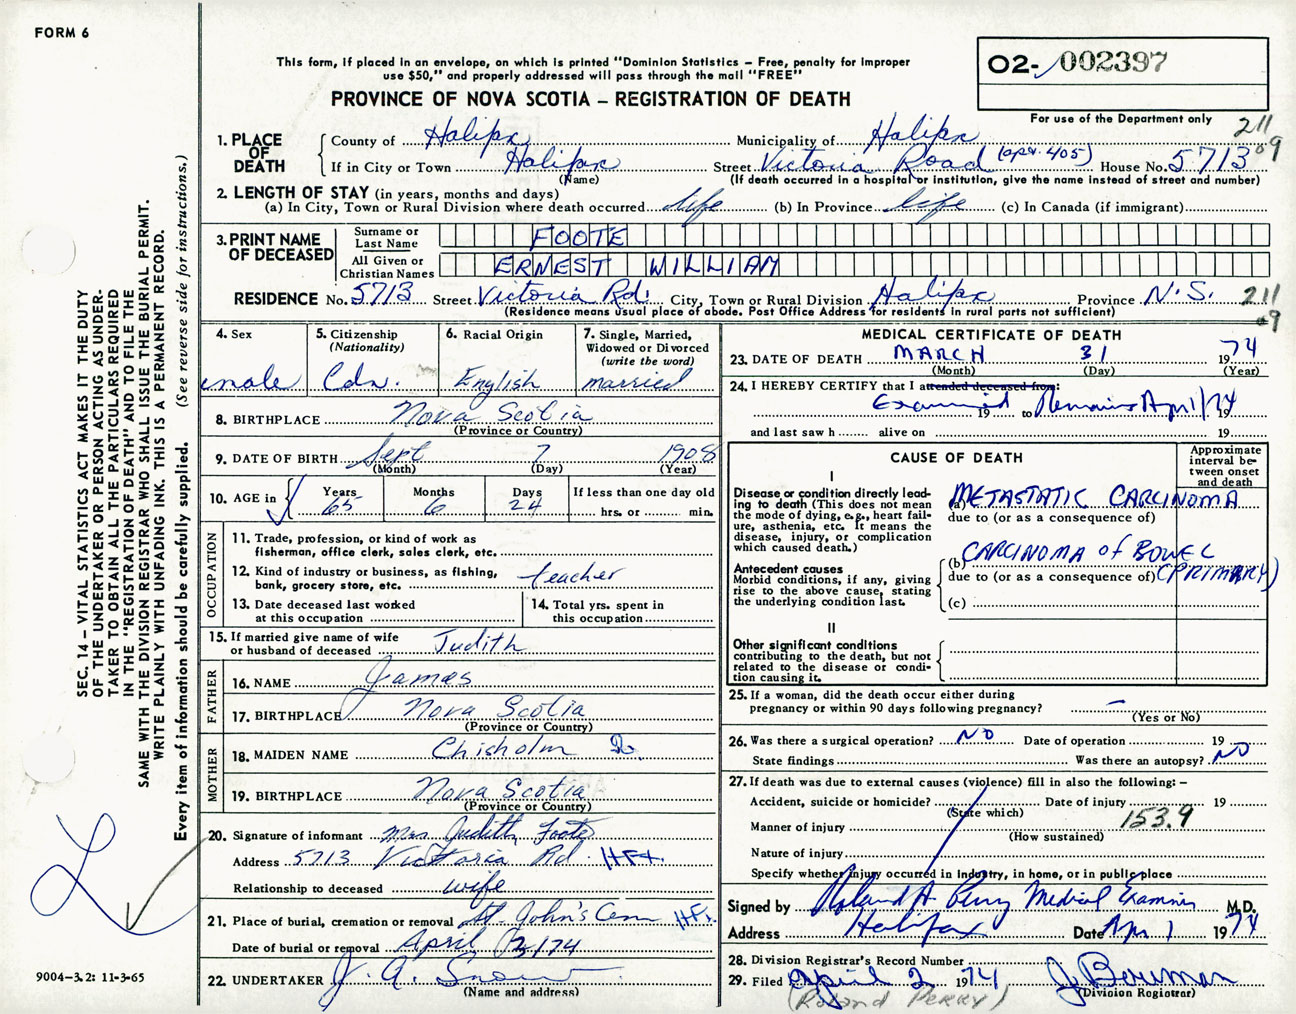 FORM 6
This form, if placed in an envelope, on which is printed "Dominion Statistics — Free, penalty for improper
use $50," and properly addressed will pass through the mail "FREE"
PROVINCE OF NOVA SCOTIA — REGISTRATION OF DEATH
O2- 002397
For use of the Department only
211
09
1. PLACE OF DEATH
County of Halifax Municipality of Halifax
If in City or Town Halifax Street Victoria Road (apt. 405) House No. 5713
(Name) (If death occurred in a hospital or institution, give the name instead of street and number)
2. LENGTH OF STAY (in years, months and days)
(a) In City, Town or Rural Division where death occurred life (b) In Province life (c) In Canada (if immigrant)
3. PRINT NAME OF DECEASED
Surname or Last Name FOOTE
All Given or Christian Names ERNEST WILLIAM
RESIDENCE No. 5713 Street Victoria Rd. City, Town or Rural Division Halifax Province N.S. 211
(Residence means usual place of abode. Post Office Address for residents in rural parts not sufficient) 09
4. Sex
male
5. Citizenship
(Nationality)
Cdn.
6. Racial Origin
English
7. Single, Married,
Widowed or Divorced
(write the word)
married
8. BIRTHPLACE Nova Scotia
(Province or Country)
9. DATE OF BIRTH Sept 7 1908
(Month) (Day) (Year)
10. AGE in
Years Months Days If less than one day old
65 6 24 hrs. or min.
OCCUPATION
11. Trade, profession, or kind of work as
fisherman, office clerk, sales clerk, etc.
12. Kind of industry or business, as fishing,
bank, grocery store, etc. teacher
13. Date deceased last worked
at this occupation
14. Total yrs. spent in
this occupation
15. If married give name of wife
or husband of deceased Judith
FATHER
16. NAME James
17. BIRTHPLACE Nova Scotia
(Province or Country)
MOTHER
18. MAIDEN NAME Chisholm
19. BIRTHPLACE Nova Scotia
(Province or Country)
20. Signature of informant Mrs Judith Foote
Address 5713 Victoria Rd. Hfx.
Relationship to deceased wife
21. Place of burial, cremation or removal St. John's Cem Hfx.
Date of burial or removal April 2/74
22. UNDERTAKER J. A. Snow
(Name and address)
MEDICAL CERTIFICATE OF DEATH
23. DATE OF DEATH MARCH 31 1974
(Month) (Day) (Year)
24. I HEREBY CERTIFY that I attended deceased from:
Examined 19 to Remains April/74 19
and last saw h alive on 19
CAUSE OF DEATH
Approximate
interval be-
tween onset
and death
I
Disease or condition directly lead-
ing to death (This does not mean
the mode of dying, e.g., heart fail-
ure, asthenia, etc. It means the
disease, injury, or complication
which caused death.)
(a) METASTATIC CARCINOMA
due to (or as a consequence of)
Antecedent causes
Morbid conditions, if any, giving
rise to the above cause, stating
the underlying condition last.
(b) CARCINOMA of BOWEL
due to (or as a consequence of) (PRIMARY)
(c)
II
Other significant conditions
contributing to the death, but not
related to the disease or condi-
tion causing it.
25. If a woman, did the death occur either during
pregnancy or within 90 days following pregnancy? —
(Yes or No)
26. Was there a surgical operation? NO Date of operation 19
State findings Was there an autopsy? NO
27. If death was due to external causes (violence) fill in also the following: —
Accident, suicide or homicide? Date of injury 19
(State which)
153.9
Manner of injury
(How sustained)
Nature of injury
Specify whether injury occurred in industry, in home, or in public place
Signed by Roland A. Perry Medical Examiner M.D.
Address Halifax Date Apr 1 1974
28. Division Registrar's Record Number
29. Filed April 2 1974 J Bowman
(Roland PERRY) (Division Registrar)
SEC. 14 — VITAL STATISTICS ACT MAKES IT THE DUTY
OF THE UNDERTAKER OR PERSON ACTING AS UNDER-
TAKER TO OBTAIN ALL THE PARTICULARS REQUIRED
IN THE "REGISTRATION OF DEATH" AND TO FILE THE
SAME WITH THE DIVISION REGISTRAR WHO SHALL ISSUE THE BURIAL PERMIT.
WRITE PLAINLY WITH UNFADING INK. THIS IS A PERMANENT RECORD.
Every item of information should be carefully supplied. (See reverse side for instructions.)
9004-3.2: 11-3-65